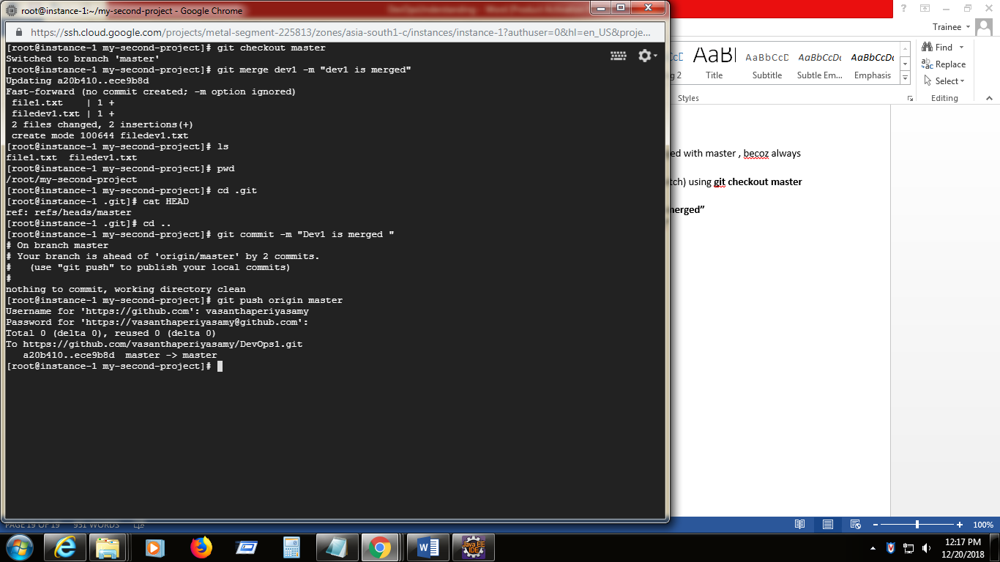 root@instance-1:~/my-second-project - Google Chrome
https://ssh.cloud.google.com/projects/metal-segment-225813/zones/asia-south1-c/instances/instance-1?authuser=0&hl=en_US&proje...
[root@instance-1 my-second-project]# git checkout master
Switched to branch 'master'
[root@instance-1 my-second-project]# git merge dev1 -m "dev1 is merged"
Updating a20b410..ece9b8d
Fast-forward (no commit created; -m option ignored)
 file1.txt    | 1 +
 filedev1.txt | 1 +
 2 files changed, 2 insertions(+)
 create mode 100644 filedev1.txt
[root@instance-1 my-second-project]# ls
file1.txt  filedev1.txt
[root@instance-1 my-second-project]# pwd
/root/my-second-project
[root@instance-1 my-second-project]# cd .git
[root@instance-1 .git]# cat HEAD
ref: refs/heads/master
[root@instance-1 .git]# cd ..
[root@instance-1 my-second-project]# git commit -m "Dev1 is merged "
# On branch master
# Your branch is ahead of 'origin/master' by 2 commits.
#   (use "git push" to publish your local commits)
#
nothing to commit, working directory clean
[root@instance-1 my-second-project]# git push origin master
Username for 'https://github.com': vasanthaperiyasamy
Password for 'https://vasanthaperiyasamy@github.com':
Total 0 (delta 0), reused 0 (delta 0)
To https://github.com/vasanthaperiyasamy/DevOps1.git
   a20b410..ece9b8d  master -> master
[root@instance-1 my-second-project]#
Trainee
AaBl AaBbCcD AaBbCcDc AaBbCcDc
g 2 Title Subtitle Subtle Em... Emphasis
Styles
Find
Replace
Select
Editing
ed with master , becoz always
tch) using git checkout master
merged”
PAGE 19 OF 19 931 WORDS
100%
Java EE
IDE
12:17 PM
12/20/2018